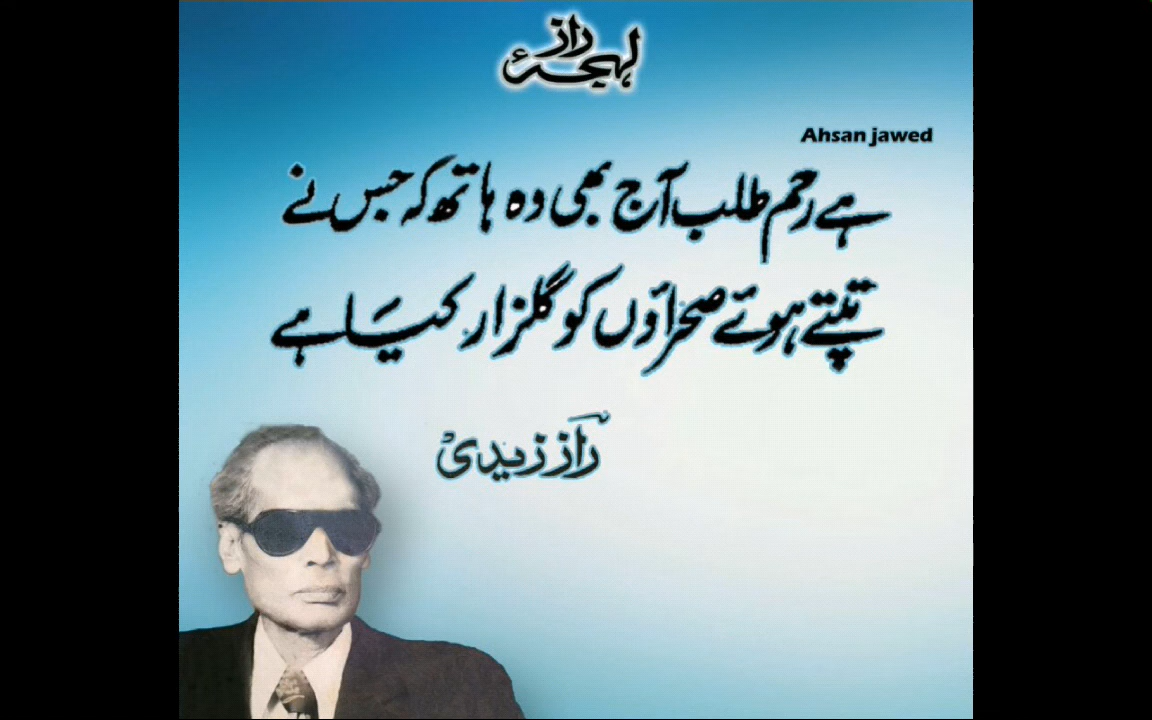 لہجۂ راز
Ahsan jawed
ہے رحم طلب آج بھی وہ ہاتھ کہ جس نے
تپتے ہوئے صحراؤں کو گلزار کیا ہے
رازؔ زیدی